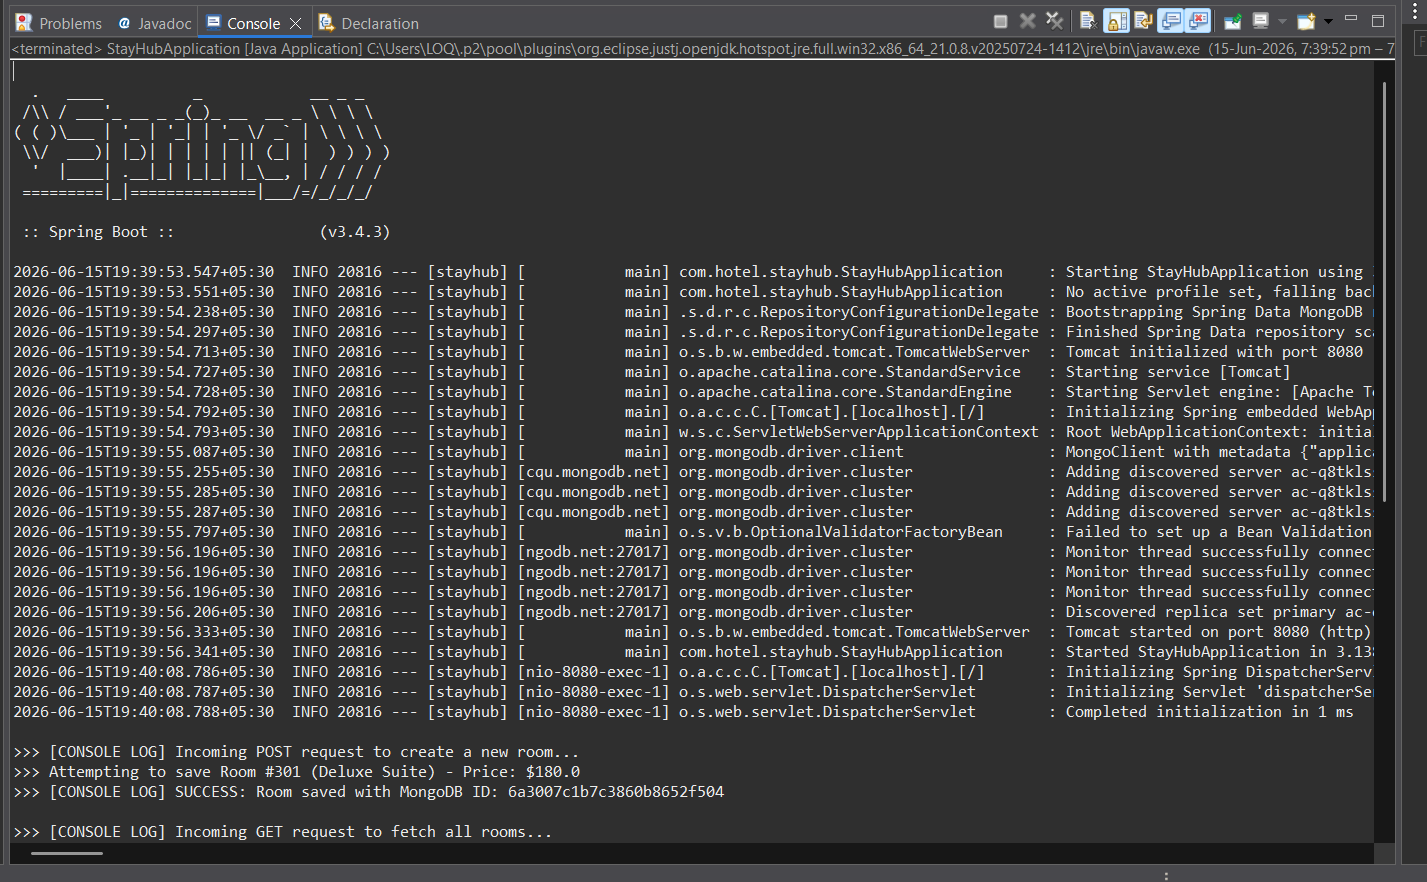 Problems @ Javadoc Console Declaration
<terminated> StayHubApplication [Java Application] C:\Users\LOQ\.p2\pool\plugins\org.eclipse.justj.openjdk.hotspot.jre.full.win32.x86_64_21.0.8.v20250724-1412\jre\bin\javaw.exe (15-Jun-2026, 7:39:52 pm – 7
  .   ____          _            __ _ _
 /\\ / ___'_ __ _ _(_)_ __  __ _ \ \ \ \
( ( )\___ | '_ | '_| | '_ \/ _` | \ \ \ \
 \\/  ___)| |_)| | | | | || (_| |  ) ) ) )
  '  |____| .__|_| |_|_| |_\__, | / / / /
 =========|_|==============|___/=/_/_/_/
 :: Spring Boot ::                (v3.4.3)
2026-06-15T19:39:53.547+05:30  INFO 20816 --- [stayhub] [           main] com.hotel.stayhub.StayHubApplication     : Starting StayHubApplication using
2026-06-15T19:39:53.551+05:30  INFO 20816 --- [stayhub] [           main] com.hotel.stayhub.StayHubApplication     : No active profile set, falling bac
2026-06-15T19:39:54.238+05:30  INFO 20816 --- [stayhub] [           main] .s.d.r.c.RepositoryConfigurationDelegate : Bootstrapping Spring Data MongoDB
2026-06-15T19:39:54.297+05:30  INFO 20816 --- [stayhub] [           main] .s.d.r.c.RepositoryConfigurationDelegate : Finished Spring Data repository sc
2026-06-15T19:39:54.713+05:30  INFO 20816 --- [stayhub] [           main] o.s.b.w.embedded.tomcat.TomcatWebServer  : Tomcat initialized with port 8080
2026-06-15T19:39:54.727+05:30  INFO 20816 --- [stayhub] [           main] o.apache.catalina.core.StandardService   : Starting service [Tomcat]
2026-06-15T19:39:54.728+05:30  INFO 20816 --- [stayhub] [           main] o.apache.catalina.core.StandardEngine    : Starting Servlet engine: [Apache T
2026-06-15T19:39:54.792+05:30  INFO 20816 --- [stayhub] [           main] o.a.c.c.C.[Tomcat].[localhost].[/]       : Initializing Spring embedded WebAp
2026-06-15T19:39:54.793+05:30  INFO 20816 --- [stayhub] [           main] w.s.c.ServletWebServerApplicationContext : Root WebApplicationContext: initia
2026-06-15T19:39:55.087+05:30  INFO 20816 --- [stayhub] [           main] org.mongodb.driver.client                : MongoClient with metadata {"applic
2026-06-15T19:39:55.255+05:30  INFO 20816 --- [stayhub] [cqu.mongodb.net] org.mongodb.driver.cluster               : Adding discovered server ac-q8tkls
2026-06-15T19:39:55.285+05:30  INFO 20816 --- [stayhub] [cqu.mongodb.net] org.mongodb.driver.cluster               : Adding discovered server ac-q8tkls
2026-06-15T19:39:55.287+05:30  INFO 20816 --- [stayhub] [cqu.mongodb.net] org.mongodb.driver.cluster               : Adding discovered server ac-q8tkls
2026-06-15T19:39:55.797+05:30  INFO 20816 --- [stayhub] [           main] o.s.v.b.OptionalValidatorFactoryBean     : Failed to set up a Bean Validation
2026-06-15T19:39:56.196+05:30  INFO 20816 --- [stayhub] [ngodb.net:27017] org.mongodb.driver.cluster               : Monitor thread successfully connec
2026-06-15T19:39:56.196+05:30  INFO 20816 --- [stayhub] [ngodb.net:27017] org.mongodb.driver.cluster               : Monitor thread successfully connec
2026-06-15T19:39:56.196+05:30  INFO 20816 --- [stayhub] [ngodb.net:27017] org.mongodb.driver.cluster               : Monitor thread successfully connec
2026-06-15T19:39:56.206+05:30  INFO 20816 --- [stayhub] [ngodb.net:27017] org.mongodb.driver.cluster               : Discovered replica set primary ac-
2026-06-15T19:39:56.333+05:30  INFO 20816 --- [stayhub] [           main] o.s.b.w.embedded.tomcat.TomcatWebServer  : Tomcat started on port 8080 (http)
2026-06-15T19:39:56.341+05:30  INFO 20816 --- [stayhub] [           main] com.hotel.stayhub.StayHubApplication     : Started StayHubApplication in 3.138
2026-06-15T19:40:08.786+05:30  INFO 20816 --- [stayhub] [nio-8080-exec-1] o.a.c.c.C.[Tomcat].[localhost].[/]       : Initializing Spring DispatcherServ
2026-06-15T19:40:08.787+05:30  INFO 20816 --- [stayhub] [nio-8080-exec-1] o.s.web.servlet.DispatcherServlet        : Initializing Servlet 'dispatcherSe
2026-06-15T19:40:08.788+05:30  INFO 20816 --- [stayhub] [nio-8080-exec-1] o.s.web.servlet.DispatcherServlet        : Completed initialization in 1 ms
>>> [CONSOLE LOG] Incoming POST request to create a new room...
>>> Attempting to save Room #301 (Deluxe Suite) - Price: $180.0
>>> [CONSOLE LOG] SUCCESS: Room saved with MongoDB ID: 6a3007c1b7c3860b8652f504
>>> [CONSOLE LOG] Incoming GET request to fetch all rooms...